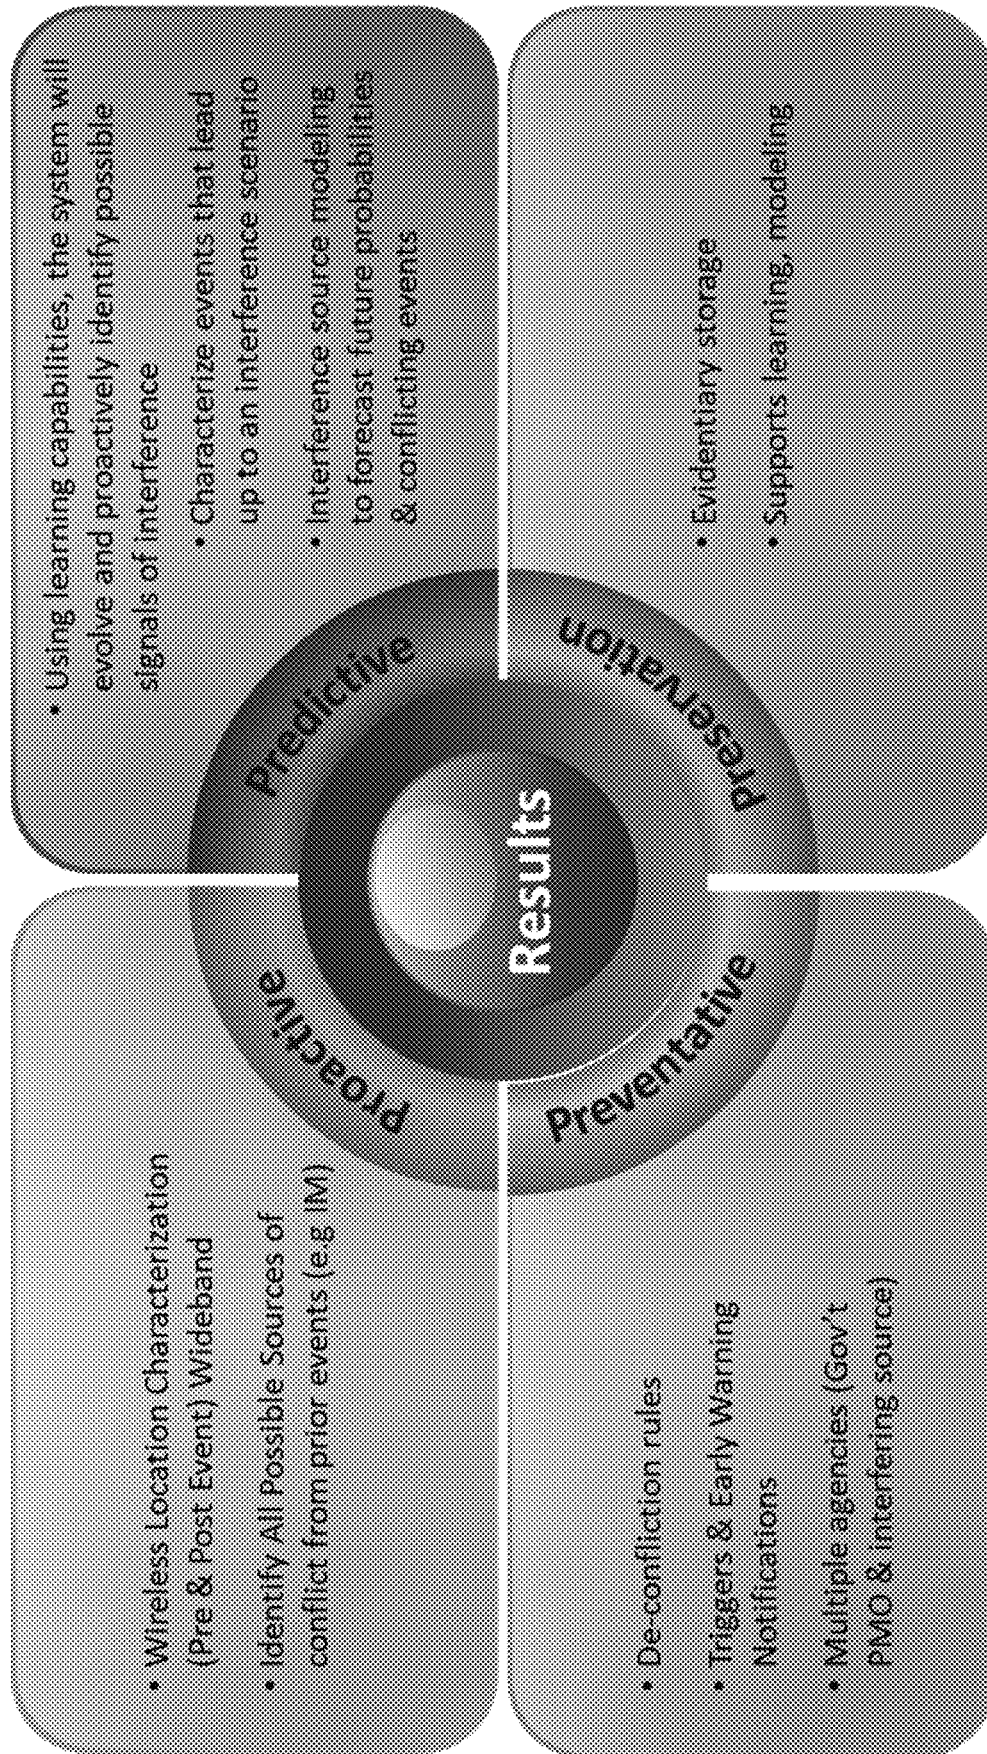 • Wireless Location Characterization
(Pre & Post Event) Wideband
• Identify All Possible Sources of
conflict from prior events (e.g IM)
proactive
• Using learning capabilities, the system will
evolve and proactively identify possible
signals of interference
• Characterize events that lead
up to an interference scenario
• Interference source modeling
to forecast future probabilities
& conflicting events
Predictive
Results
• De-confliction rules
• Triggers & Early Warning
Notifications
• Multiple agencies (Gov't
PMO & interfering source)
Preventative
• Evidentiary storage
• Supports learning, modeling
Preservation